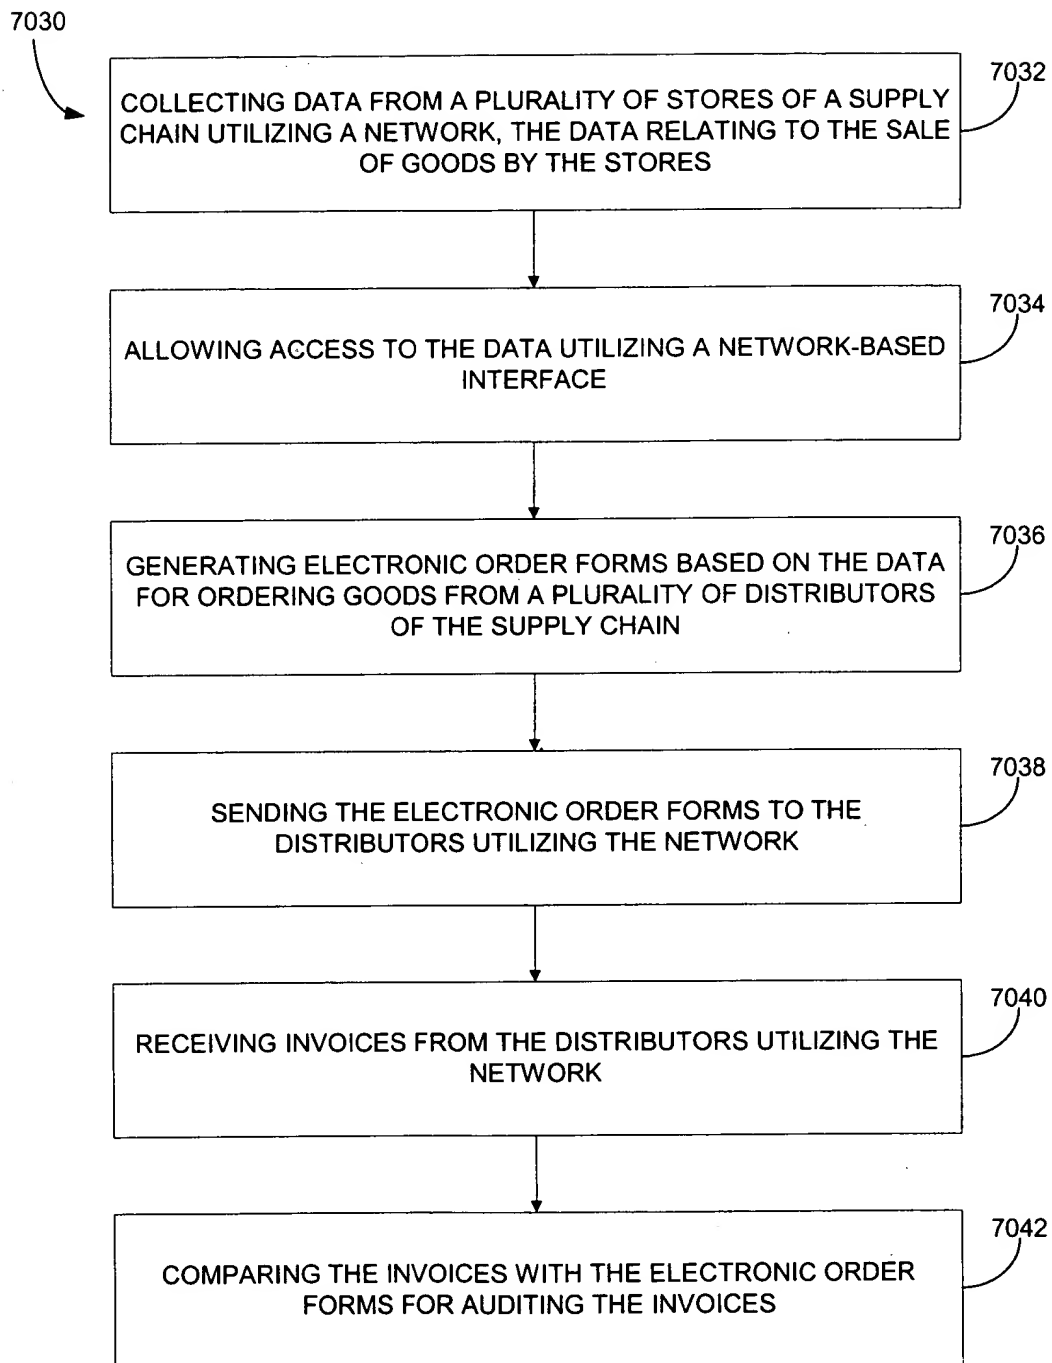 7030
7032
COLLECTING DATA FROM A PLURALITY OF STORES OF A SUPPLY
CHAIN UTILIZING A NETWORK, THE DATA RELATING TO THE SALE
OF GOODS BY THE STORES
7034
ALLOWING ACCESS TO THE DATA UTILIZING A NETWORK-BASED
INTERFACE
7036
GENERATING ELECTRONIC ORDER FORMS BASED ON THE DATA
FOR ORDERING GOODS FROM A PLURALITY OF DISTRIBUTORS
OF THE SUPPLY CHAIN
7038
SENDING THE ELECTRONIC ORDER FORMS TO THE
DISTRIBUTORS UTILIZING THE NETWORK
7040
RECEIVING INVOICES FROM THE DISTRIBUTORS UTILIZING THE
NETWORK
7042
COMPARING THE INVOICES WITH THE ELECTRONIC ORDER
FORMS FOR AUDITING THE INVOICES